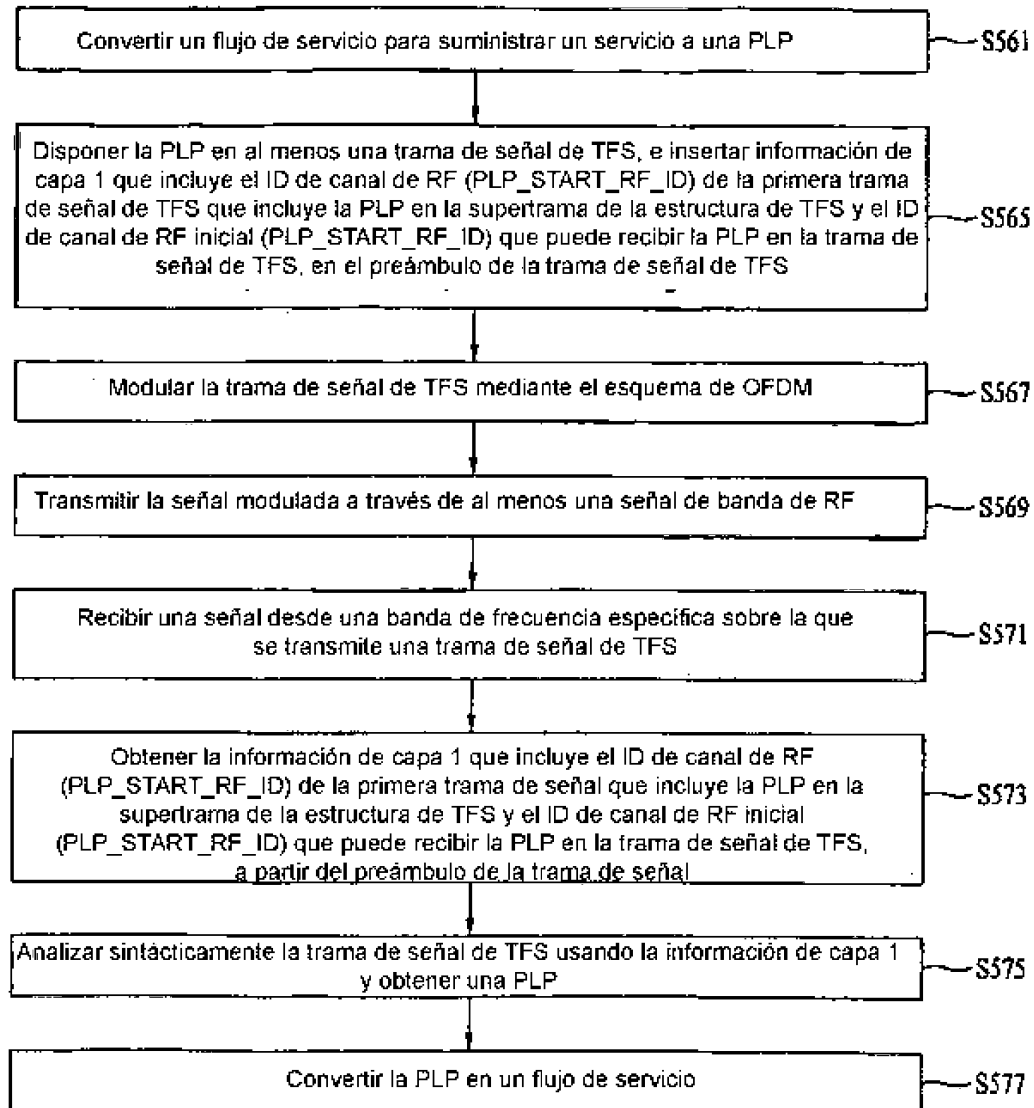 Convertir un flujo de servicio para suministrar un servicio a una PLP
S561
Disponer la PLP en al menos una trama de señal de TFS, e insertar información de
capa 1 que incluye el ID de canal de RF (PLP_START_RF_ID) de la primera trama
de señal de TFS que incluye la PLP en la supertrama de la estructura de TFS y el ID
de canal de RF inicial (PLP_START_RF_ID) que puede recibir la PLP en la trama de
señal de TFS, en el preámbulo de la trama de señal de TFS
S565
Modular la trama de señal de TFS mediante el esquema de OFDM
S567
Transmitir la señal modulada a través de al menos una señal de banda de RF
S569
Recibir una señal desde una banda de frecuencia específica sobre la que
se transmite una trama de señal de TFS
S571
Obtener la información de capa 1 que incluye el ID de canal de RF
(PLP_START_RF_ID) de la primera trama de señal que incluye la PLP en la
supertrama de la estructura de TFS y el ID de canal de RF inicial
(PLP_START_RF_ID) que puede recibir la PLP en la trama de señal de TFS,
a partir del preámbulo de la trama de señal
S573
Analizar sintácticamente la trama de señal de TFS usando la información de capa 1
y obtener una PLP
S575
Convertir la PLP en un flujo de servicio
S577